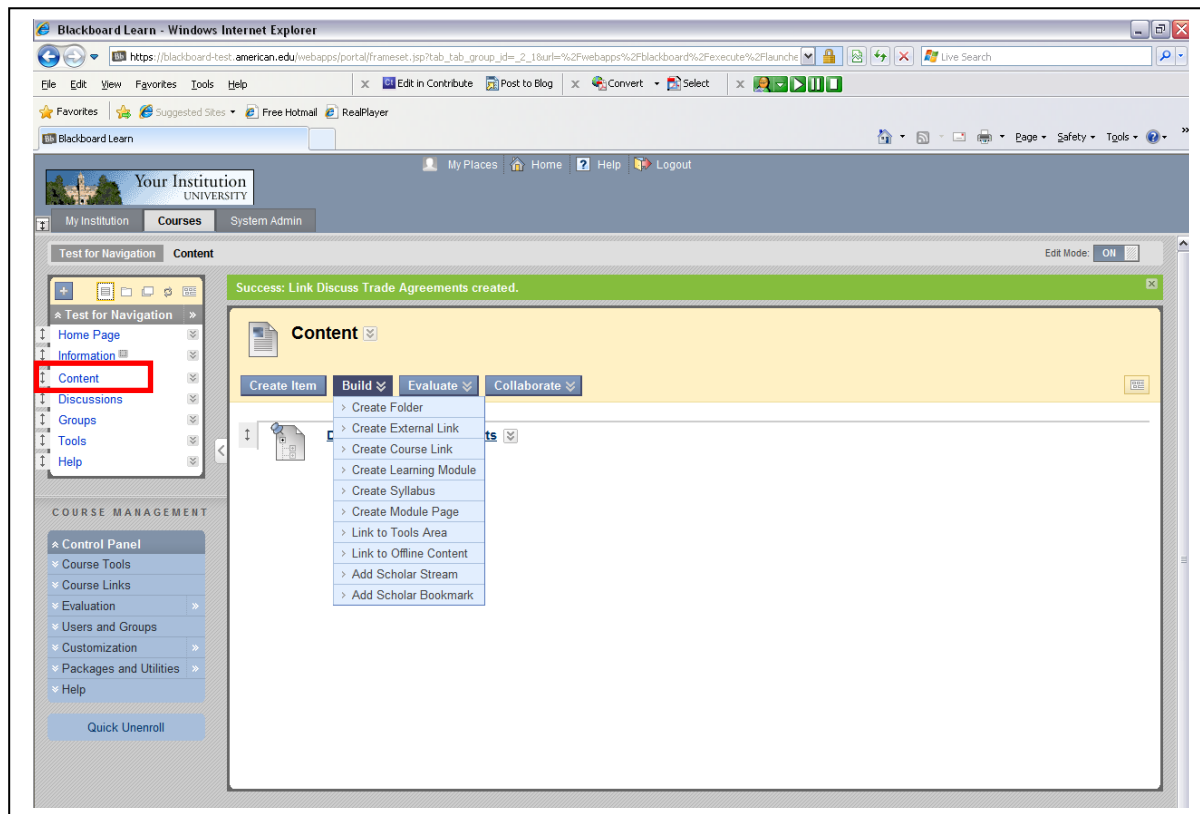 Blackboard Learn - Windows Internet Explorer
https://blackboard-test.american.edu/webapps/portal/frameset.jsp?tab_tab_group_id=_2_1&url=%2Fwebapps%2Fblackboard%2Fexecute%2Flaunche
Live Search
File Edit View Favorites Tools Help
x Edit in Contribute Post to Blog x Convert Select x
Favorites Suggested Sites Free Hotmail RealPlayer
Blackboard Learn
Page Safety Tools »
My Places Home ? Help Logout
Your Institution
UNIVERSITY
My Institution Courses System Admin
Test for Navigation Content
Edit Mode: ON
Success: Link Discuss Trade Agreements created.
Test for Navigation »
Home Page
Information
Content
Discussions
Groups
Tools
Help
COURSE MANAGEMENT
Control Panel
Course Tools
Course Links
Evaluation »
Users and Groups
Customization »
Packages and Utilities »
Help
Quick Unenroll
Content
Create Item Build Evaluate Collaborate
> Create Folder
> Create External Link
> Create Course Link
> Create Learning Module
> Create Syllabus
> Create Module Page
> Link to Tools Area
> Link to Offline Content
> Add Scholar Stream
> Add Scholar Bookmark